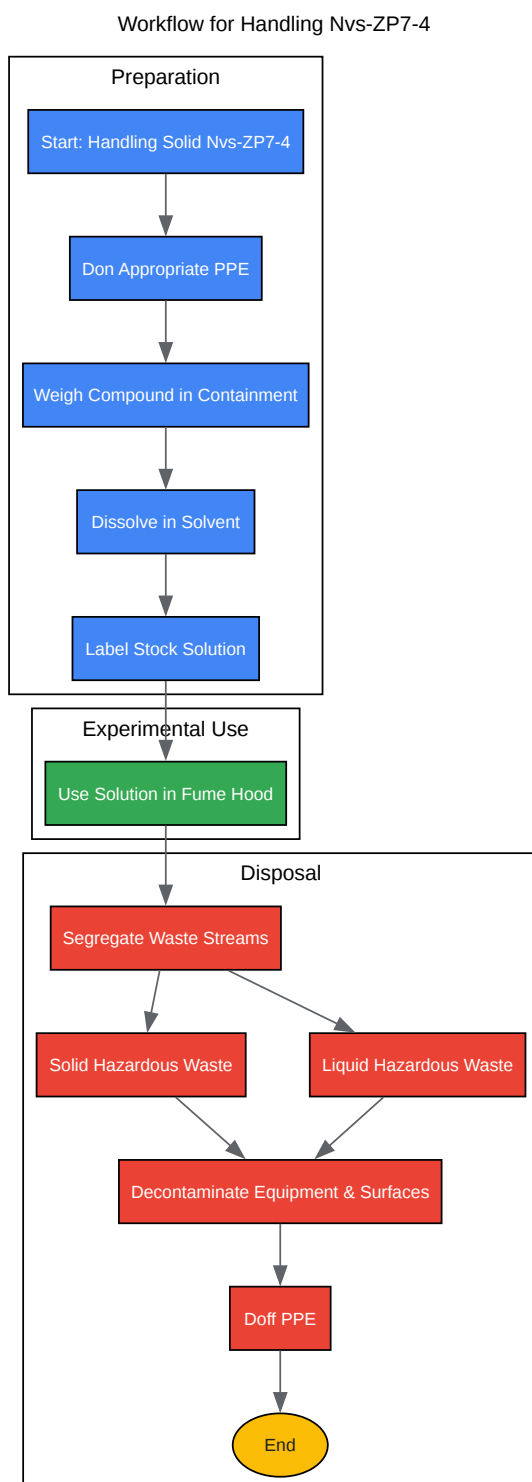 Workflow for Handling Nvs-ZP7-4
Preparation
Start: Handling Solid Nvs-ZP7-4
Don Appropriate PPE
Weigh Compound in Containment
Dissolve in Solvent
Label Stock Solution
Experimental Use
Use Solution in Fume Hood
Disposal
Segregate Waste Streams
Solid Hazardous Waste
Liquid Hazardous Waste
Decontaminate Equipment & Surfaces
Doff PPE
End